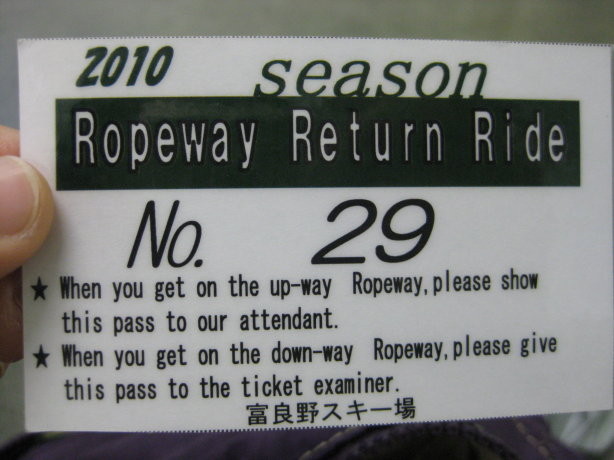 2010 season
Ropeway Return Ride
No. 29
★ When you get on the up-way Ropeway, please show
this pass to our attendant.
★ When you get on the down-way Ropeway, please give
this pass to the ticket examiner.
富良野スキー場